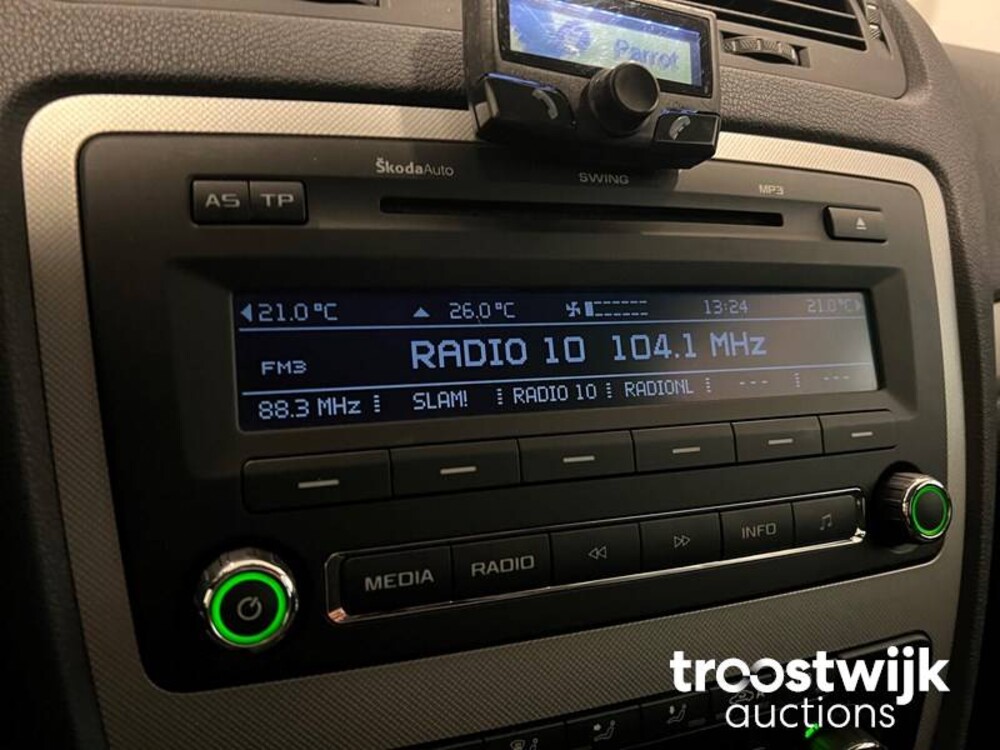 Parrot
ŠkodaAuto SWING MP3
AS TP
21.0°C 26.0°C 13:24 21.0°C
FM3 RADIO 10 104.1 MHz
88.3 MHz SLAM! RADIO 10 RADIONL --- ---
MEDIA RADIO INFO
troostwijk
auctions